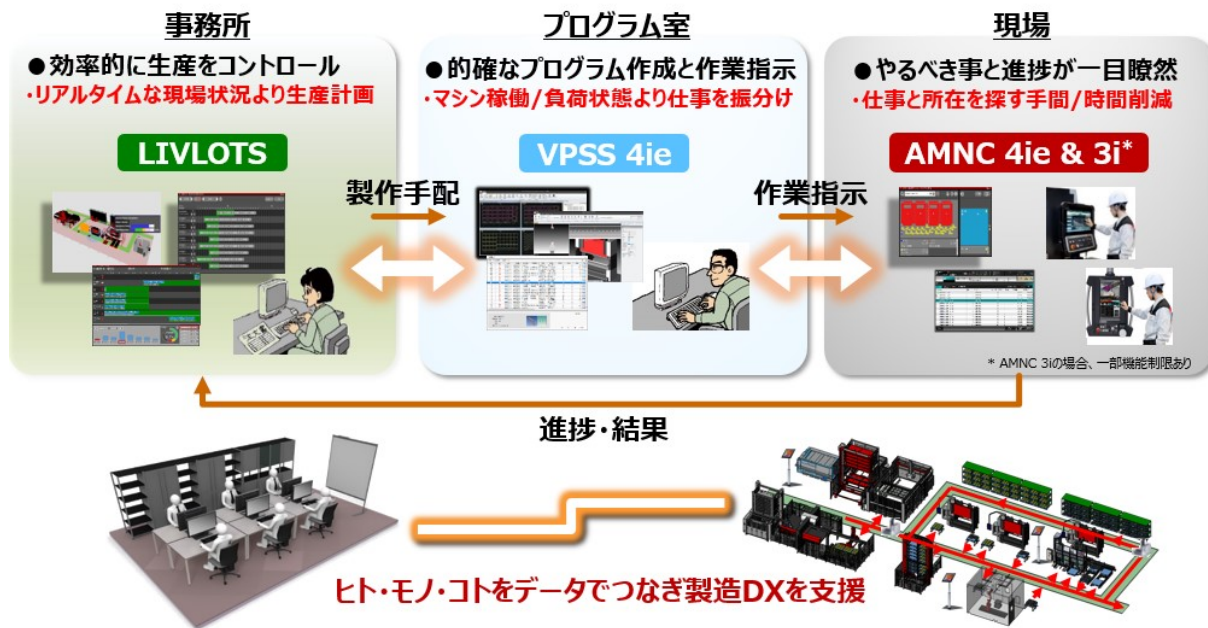 事務所
●効率的に生産をコントロール
・リアルタイムな現場状況より生産計画
LIVLOTS
プログラム室
●的確なプログラム作成と作業指示
・マシン稼働/負荷状態より仕事を振分け
VPSS 4ie
現場
●やるべき事と進捗が一目瞭然
・仕事と所在を探す手間/時間削減
AMNC 4ie & 3i*
製作手配
作業指示
* AMNC 3iの場合、一部機能制限あり
進捗・結果
ヒト・モノ・コトをデータでつなぎ製造DXを支援